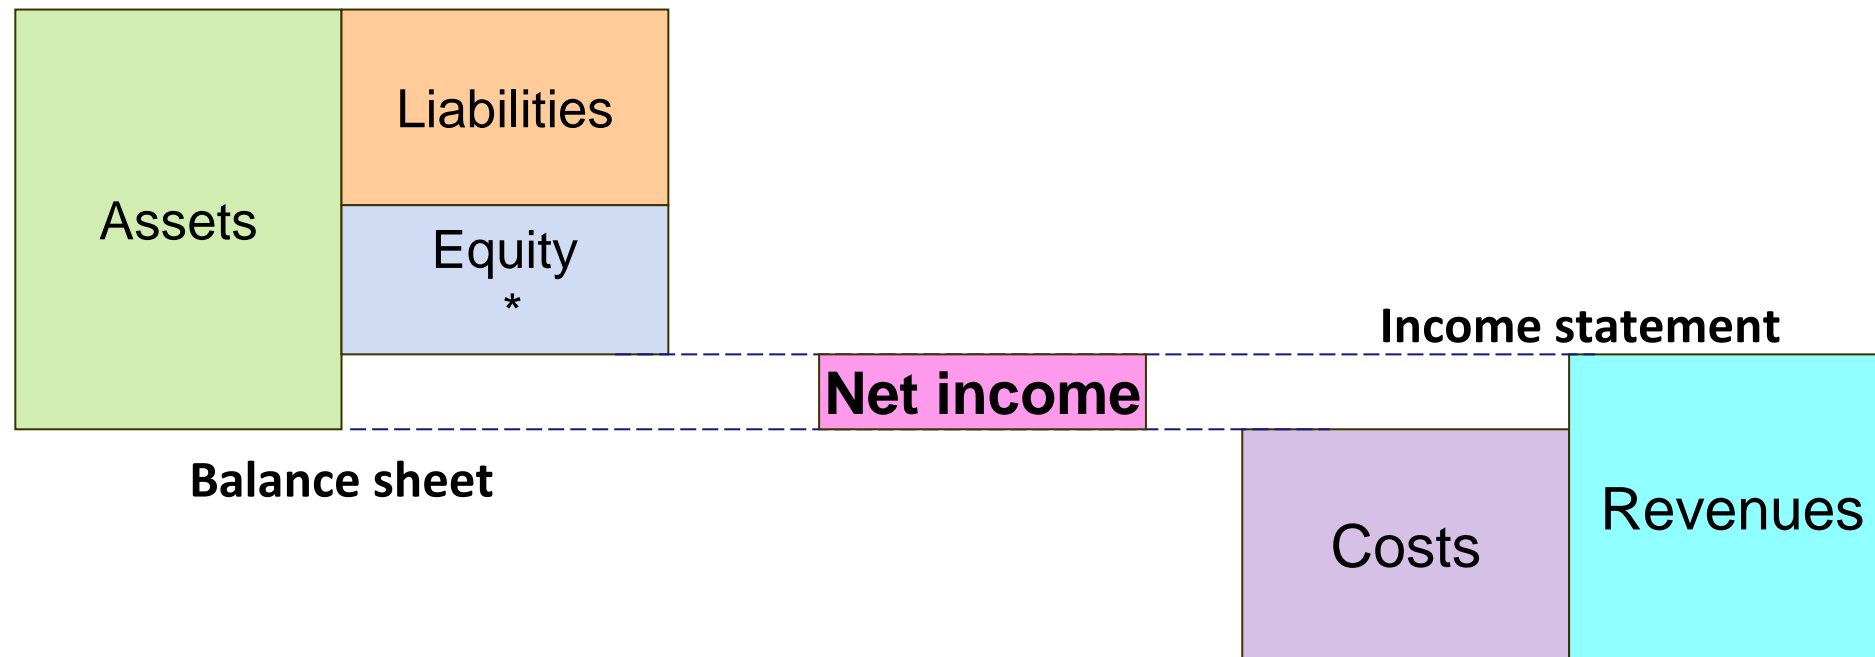 Assets
Liabilities
Equity
*
Balance sheet
Net income
Income statement
Costs
Revenues